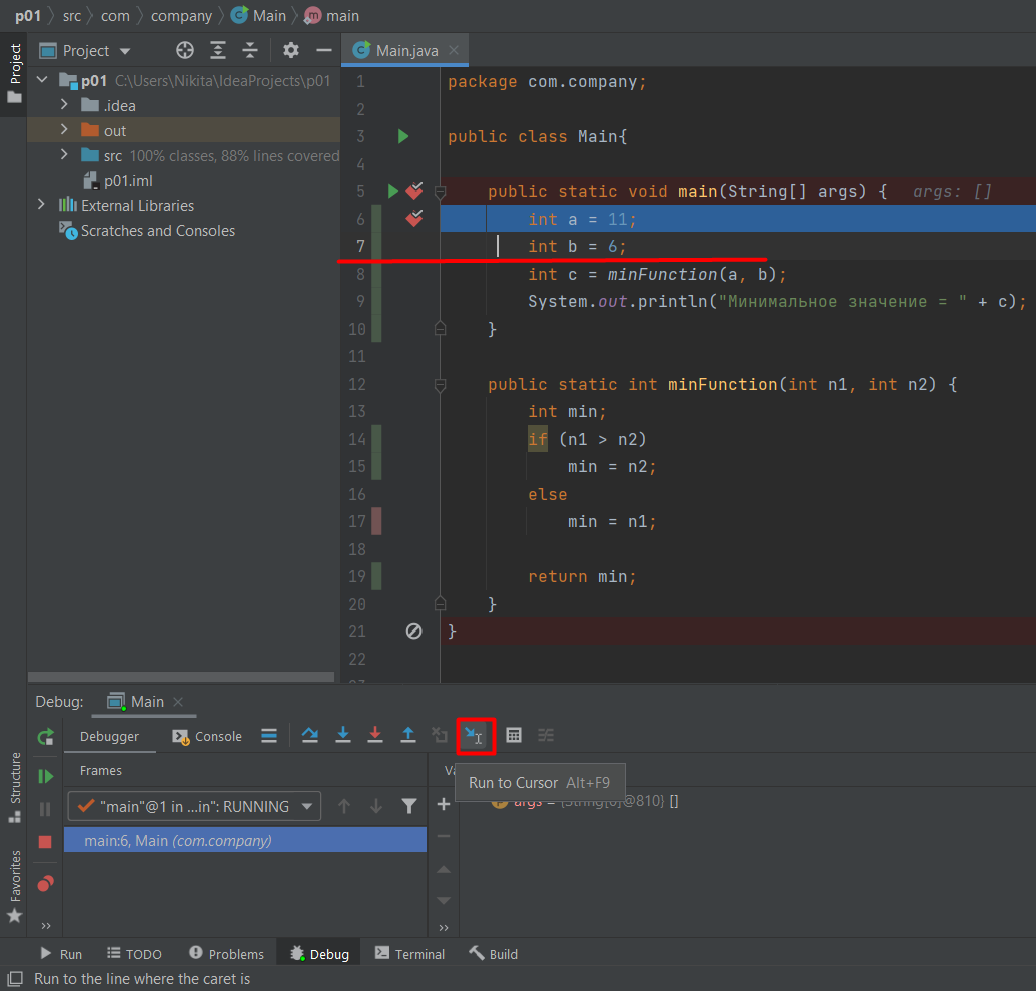 p01 src com company Main main
Project
Project
Main.java
p01 C:\Users\Nikita\IdeaProjects\p01
.idea
out
src 100% classes, 88% lines covered
p01.iml
External Libraries
Scratches and Consoles
1 package com.company;
2
3 public class Main{
4
5 public static void main(String[] args) { args: []
6 int a = 11;
7 int b = 6;
8 int c = minFunction(a, b);
9 System.out.println("Минимальное значение = " + c);
10 }
11
12 public static int minFunction(int n1, int n2) {
13 int min;
14 if (n1 > n2)
15 min = n2;
16 else
17 min = n1;
18
19 return min;
20 }
21 }
22
Debug: Main
Debugger Console
Frames
Va
Run to Cursor Alt+F9
"main"@1 in ...in": RUNNING
args = {String[0]@810} []
main:6, Main (com.company)
Structure
Favorites
Run TODO Problems Debug Terminal Build
Run to the line where the caret is